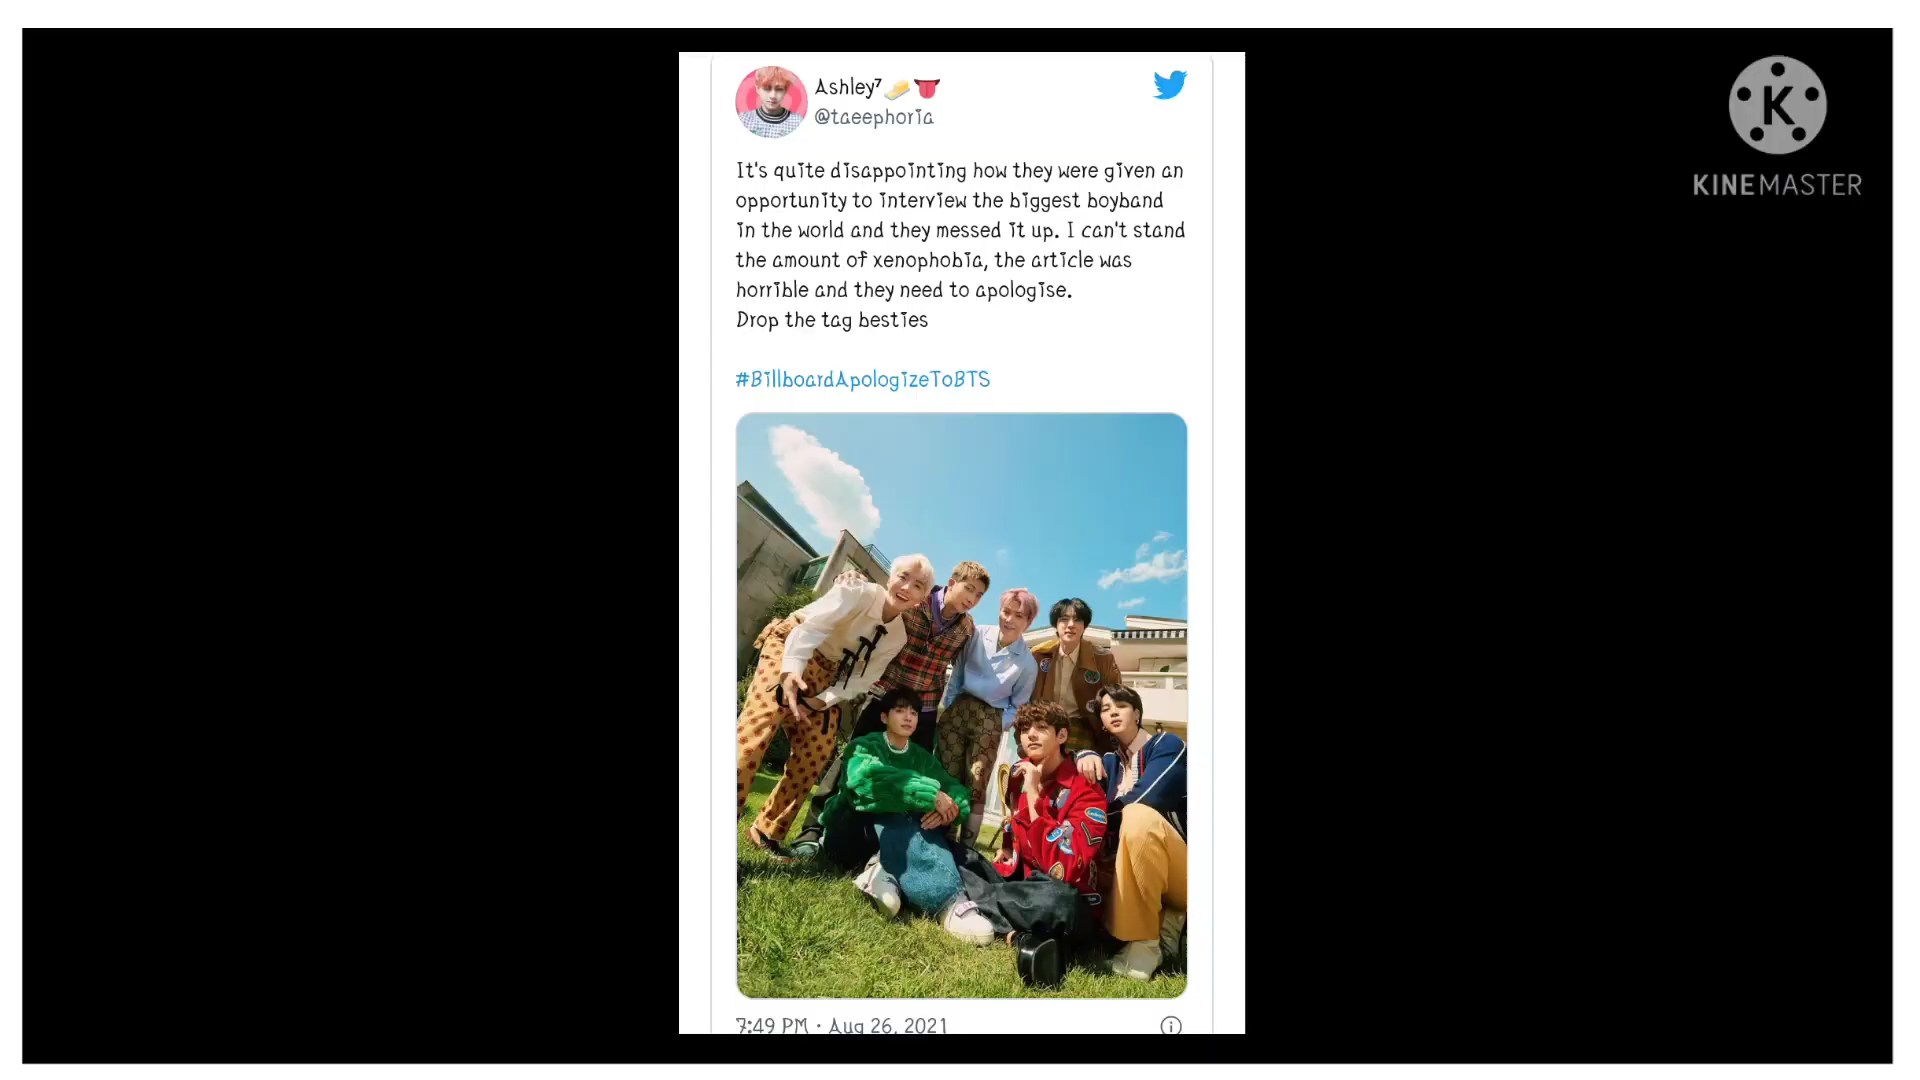 Ashley⁷🧈👅
@taeephoria
It's quite disappointing how they were given an
opportunity to interview the biggest boyband
in the world and they messed it up. I can't stand
the amount of xenophobia, the article was
horrible and they need to apologise.
Drop the tag besties
#BillboardApologizeToBTS
7:49 PM · Aug 26, 2021
K
KINEMASTER